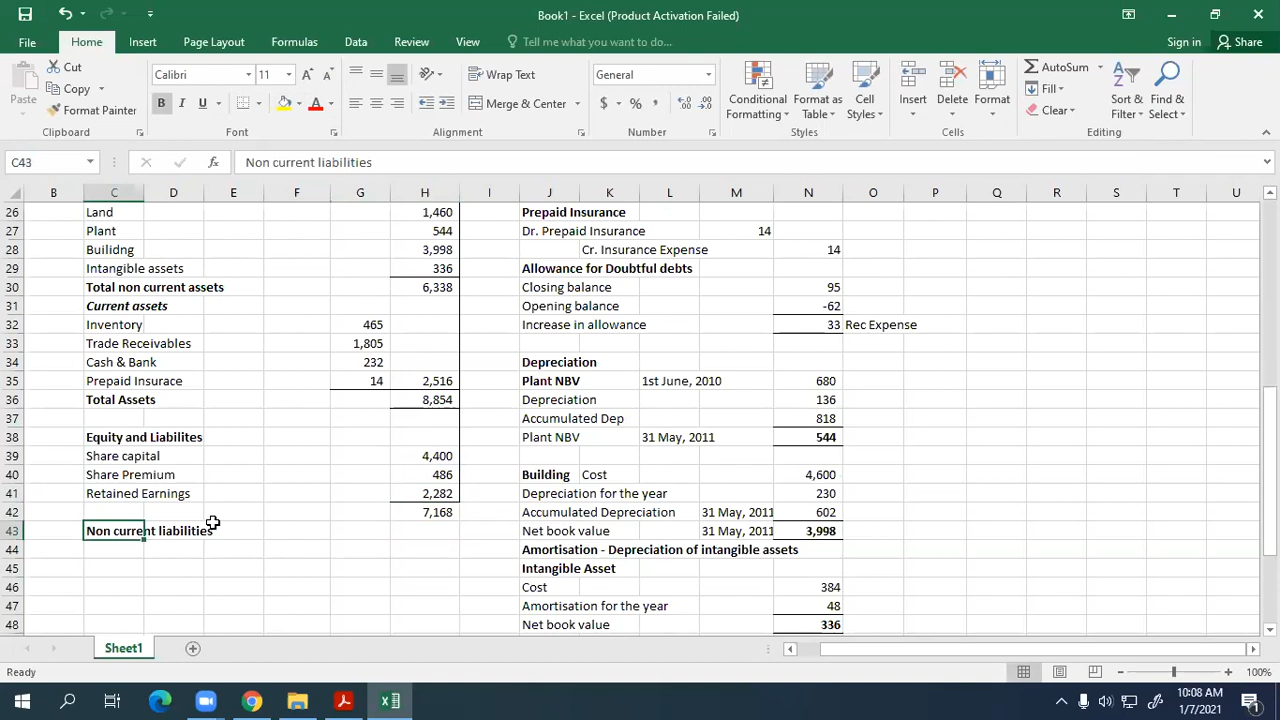 Book1 - Excel (Product Activation Failed)
File Home Insert Page Layout Formulas Data Review View Tell me what you want to do... Sign in Share
Cut Calibri 11 Wrap Text General AutoSum
Paste Copy Format Painter B I U Merge & Center $ % Conditional Formatting Format as Table Cell Styles Insert Delete Format Fill Clear Sort & Filter Find & Select
Clipboard Font Alignment Number Styles Cells Editing
C43 fx Non current liabilities
B C D E F G H I J K L M N O P Q R S T U
26 Land 1,460 Prepaid Insurance
27 Plant 544 Dr. Prepaid Insurance 14
28 Builidng 3,998 Cr. Insurance Expense 14
29 Intangible assets 336 Allowance for Doubtful debts
30 Total non current assets 6,338 Closing balance 95
31 Current assets Opening balance -62
32 Inventory 465 Increase in allowance 33 Rec Expense
33 Trade Receivables 1,805
34 Cash & Bank 232 Depreciation
35 Prepaid Insurace 14 2,516 Plant NBV 1st June, 2010 680
36 Total Assets 8,854 Depreciation 136
37 Accumulated Dep 818
38 Equity and Liabilites Plant NBV 31 May, 2011 544
39 Share capital 4,400
40 Share Premium 486 Building Cost 4,600
41 Retained Earnings 2,282 Depreciation for the year 230
42 7,168 Accumulated Depreciation 31 May, 2011 602
43 Non current liabilities Net book value 31 May, 2011 3,998
44 Amortisation - Depreciation of intangible assets
45 Intangible Asset
46 Cost 384
47 Amortisation for the year 48
48 Net book value 336
Sheet1
Ready 100%
10:08 AM
1/7/2021
1